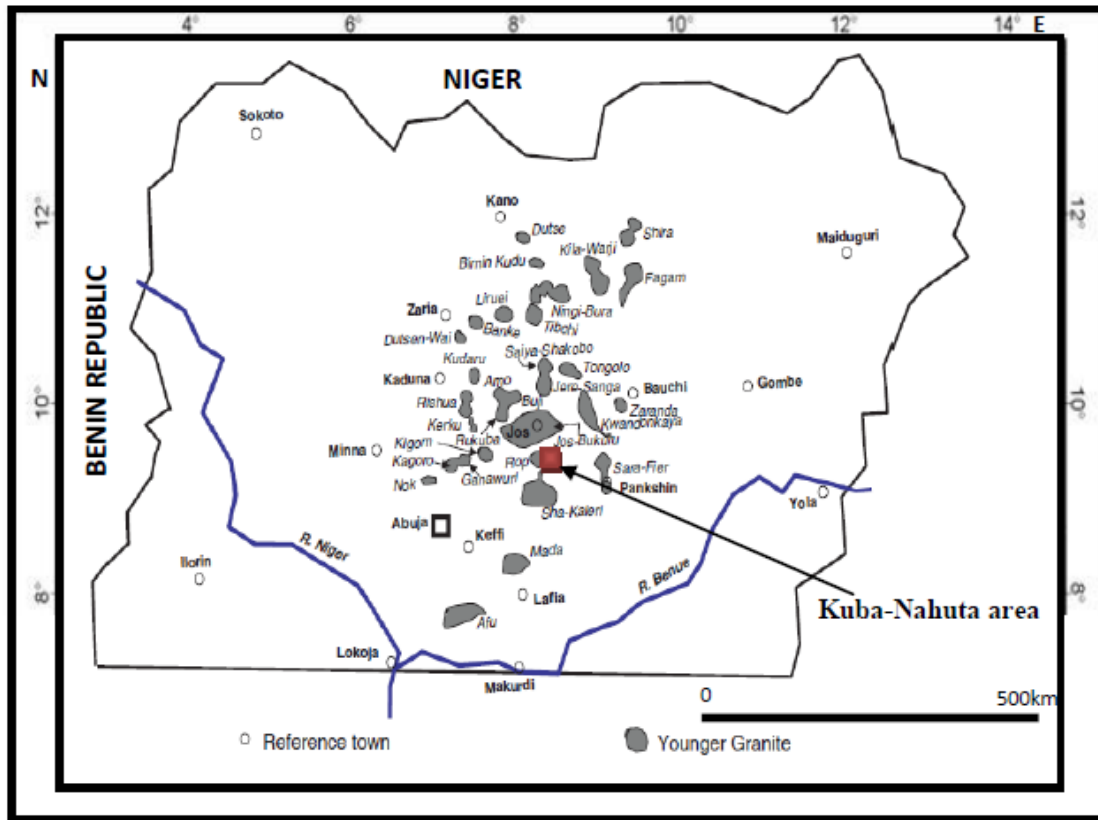 4° 6° 8° 10° 12° 14° E
N
NIGER
Sokoto
12° 12°
Kano
Dutse
Shira
Kila-Warji
Maiduguri
Birnin Kudu
Fagam
BENIN REPUBLIC
Liruei
Ningi-Bura
Zaria
Banke
Tibchi
Dutsen-Wai
Saiya-Shakobo
Kudaru
Tongolo
Kaduna
Amo
Jere-Sanga
Bauchi
Gombe
10° 10°
Rishua
Buji
Zaranda
Kerku
Jos
Kwandonkaya
Rukuba
Jos-Bukuru
Kigom
Minna
Kagoro
Rop
Sara-Fier
Ganawuri
Nok
Pankshin
Yola
Sha-Kaleri
Abuja
Keffi
R. Niger
Mada
R. Benue
Ilorin
8° 8°
Lafia
Kuba-Nahuta area
Afu
Lokoja
Makurdi
0 500km
Reference town
Younger Granite